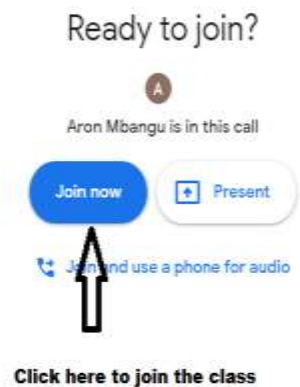 Ready to join?
A
Aron Mbangu is in this call
Join now
Present
Join and use a phone for audio
Click here to join the class